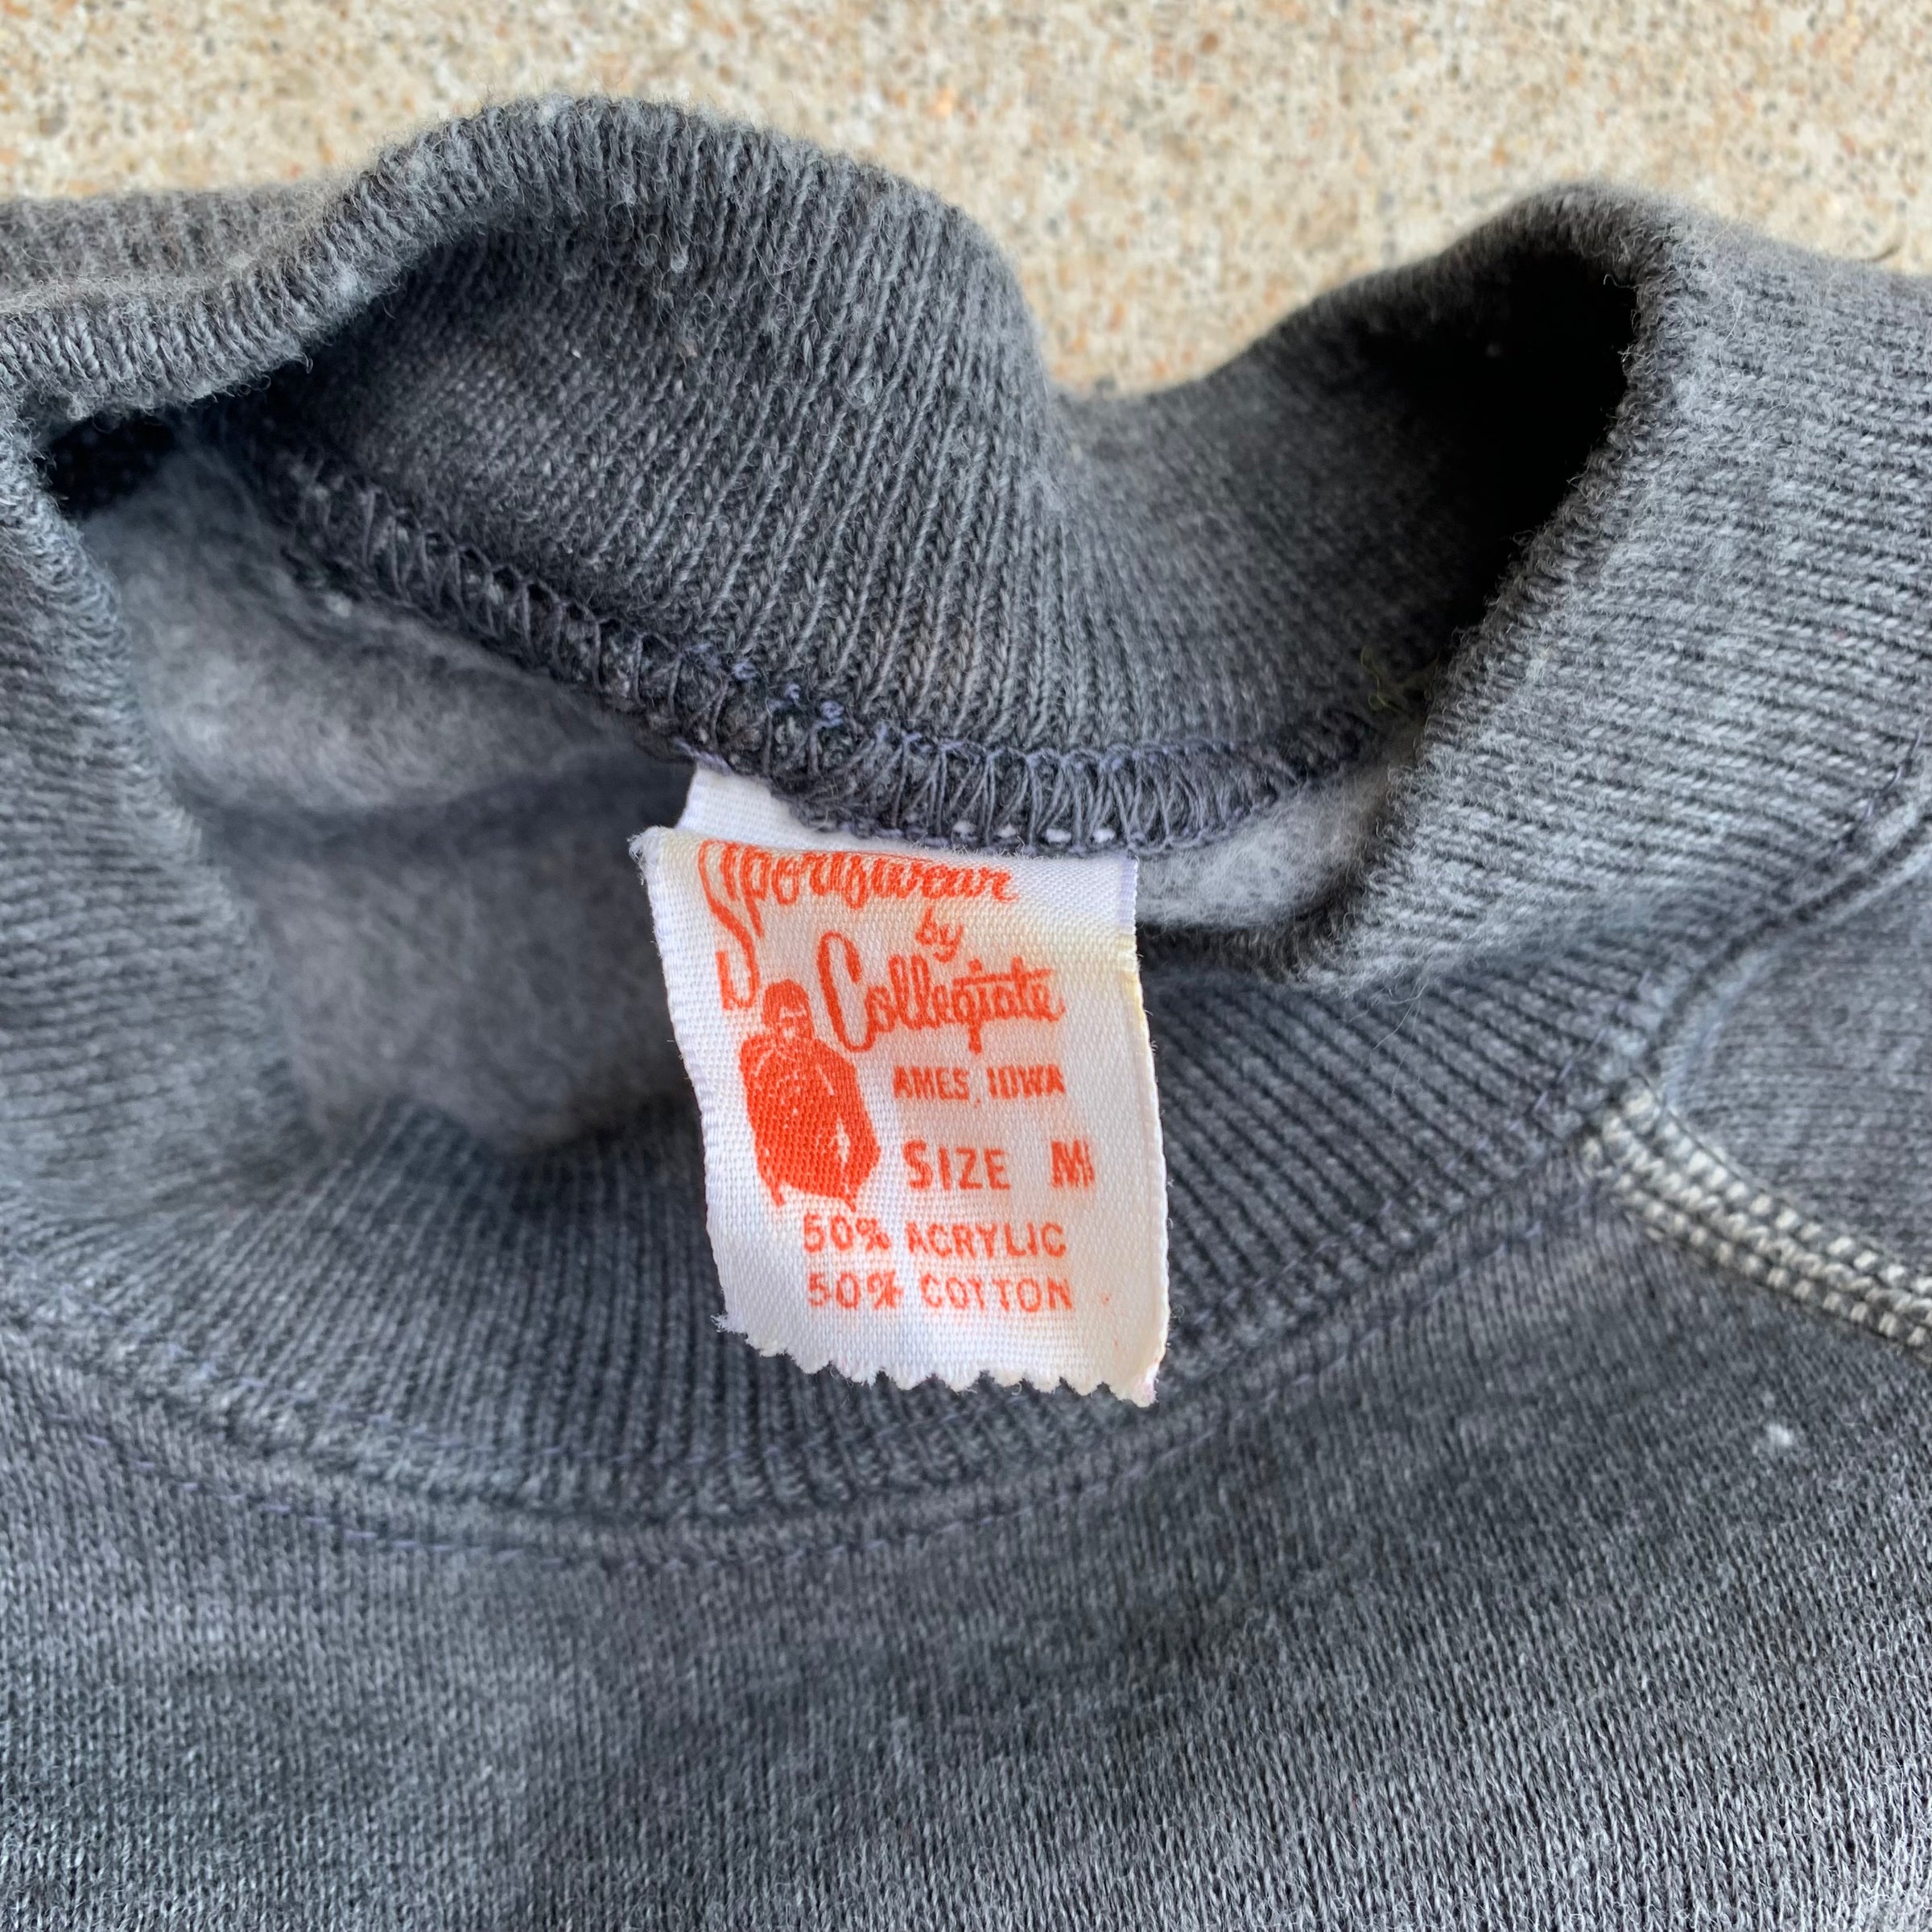 Sportswear
by
Collegiate
AMES, IOWA
SIZE M
50% ACRYLIC
50% COTTON